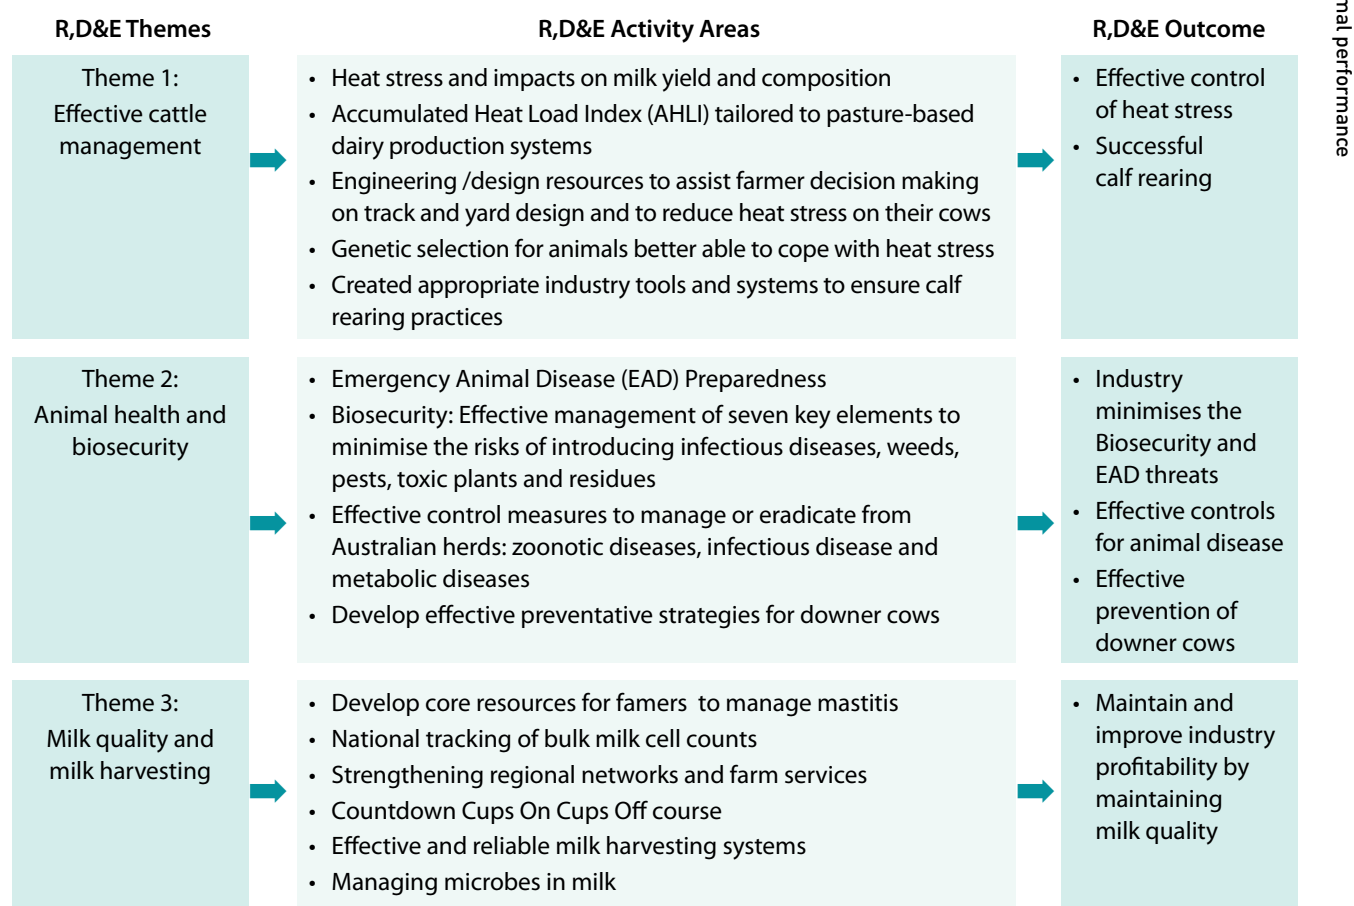 R,D&E Themes
R,D&E Activity Areas
R,D&E Outcome
Theme 1:
Effective cattle
management
• Heat stress and impacts on milk yield and composition
• Accumulated Heat Load Index (AHLI) tailored to pasture-based
dairy production systems
• Engineering /design resources to assist farmer decision making
on track and yard design and to reduce heat stress on their cows
• Genetic selection for animals better able to cope with heat stress
• Created appropriate industry tools and systems to ensure calf
rearing practices
• Effective control
of heat stress
• Successful
calf rearing
Theme 2:
Animal health and
biosecurity
• Emergency Animal Disease (EAD) Preparedness
• Biosecurity: Effective management of seven key elements to
minimise the risks of introducing infectious diseases, weeds,
pests, toxic plants and residues
• Effective control measures to manage or eradicate from
Australian herds: zoonotic diseases, infectious disease and
metabolic diseases
• Develop effective preventative strategies for downer cows
• Industry
minimises the
Biosecurity and
EAD threats
• Effective controls
for animal disease
• Effective
prevention of
downer cows
Theme 3:
Milk quality and
milk harvesting
• Develop core resources for famers to manage mastitis
• National tracking of bulk milk cell counts
• Strengthening regional networks and farm services
• Countdown Cups On Cups Off course
• Effective and reliable milk harvesting systems
• Managing microbes in milk
• Maintain and
improve industry
profitability by
maintaining
milk quality
performance